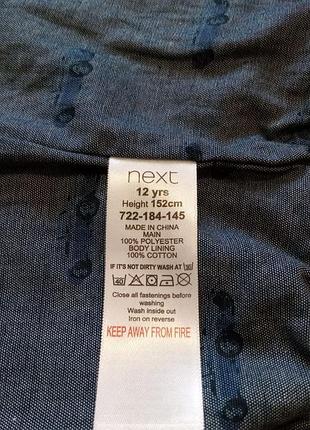 next
12 yrs
Height 152cm
722-184-145
MADE IN CHINA
MAIN
100% POLYESTER
BODY LINING
100% COTTON
IF IT'S NOT DIRTY WASH AT 30
40
Close all fastenings before
washing
Wash inside out
Iron on reverse
KEEP AWAY FROM FIRE